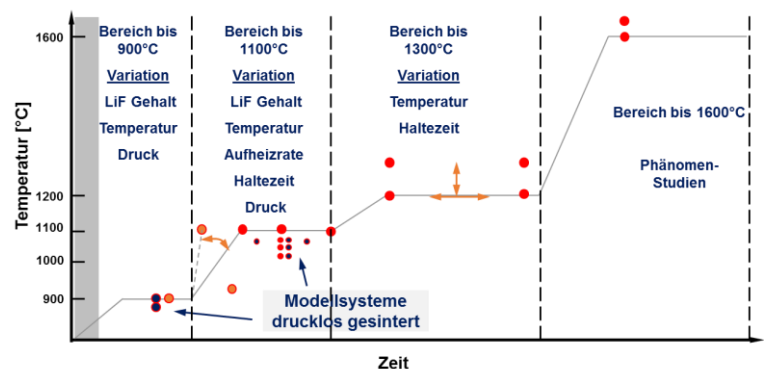 Temperatur [°C]
1600
1200
1100
1000
900
Bereich bis
900°C
Variation
LiF Gehalt
Temperatur
Druck
Bereich bis
1100°C
Variation
LiF Gehalt
Temperatur
Aufheizrate
Haltezeit
Druck
Bereich bis
1300°C
Variation
Temperatur
Haltezeit
Bereich bis 1600°C
Phänomen-
Studien
Modellsysteme
drucklos gesintert
Zeit